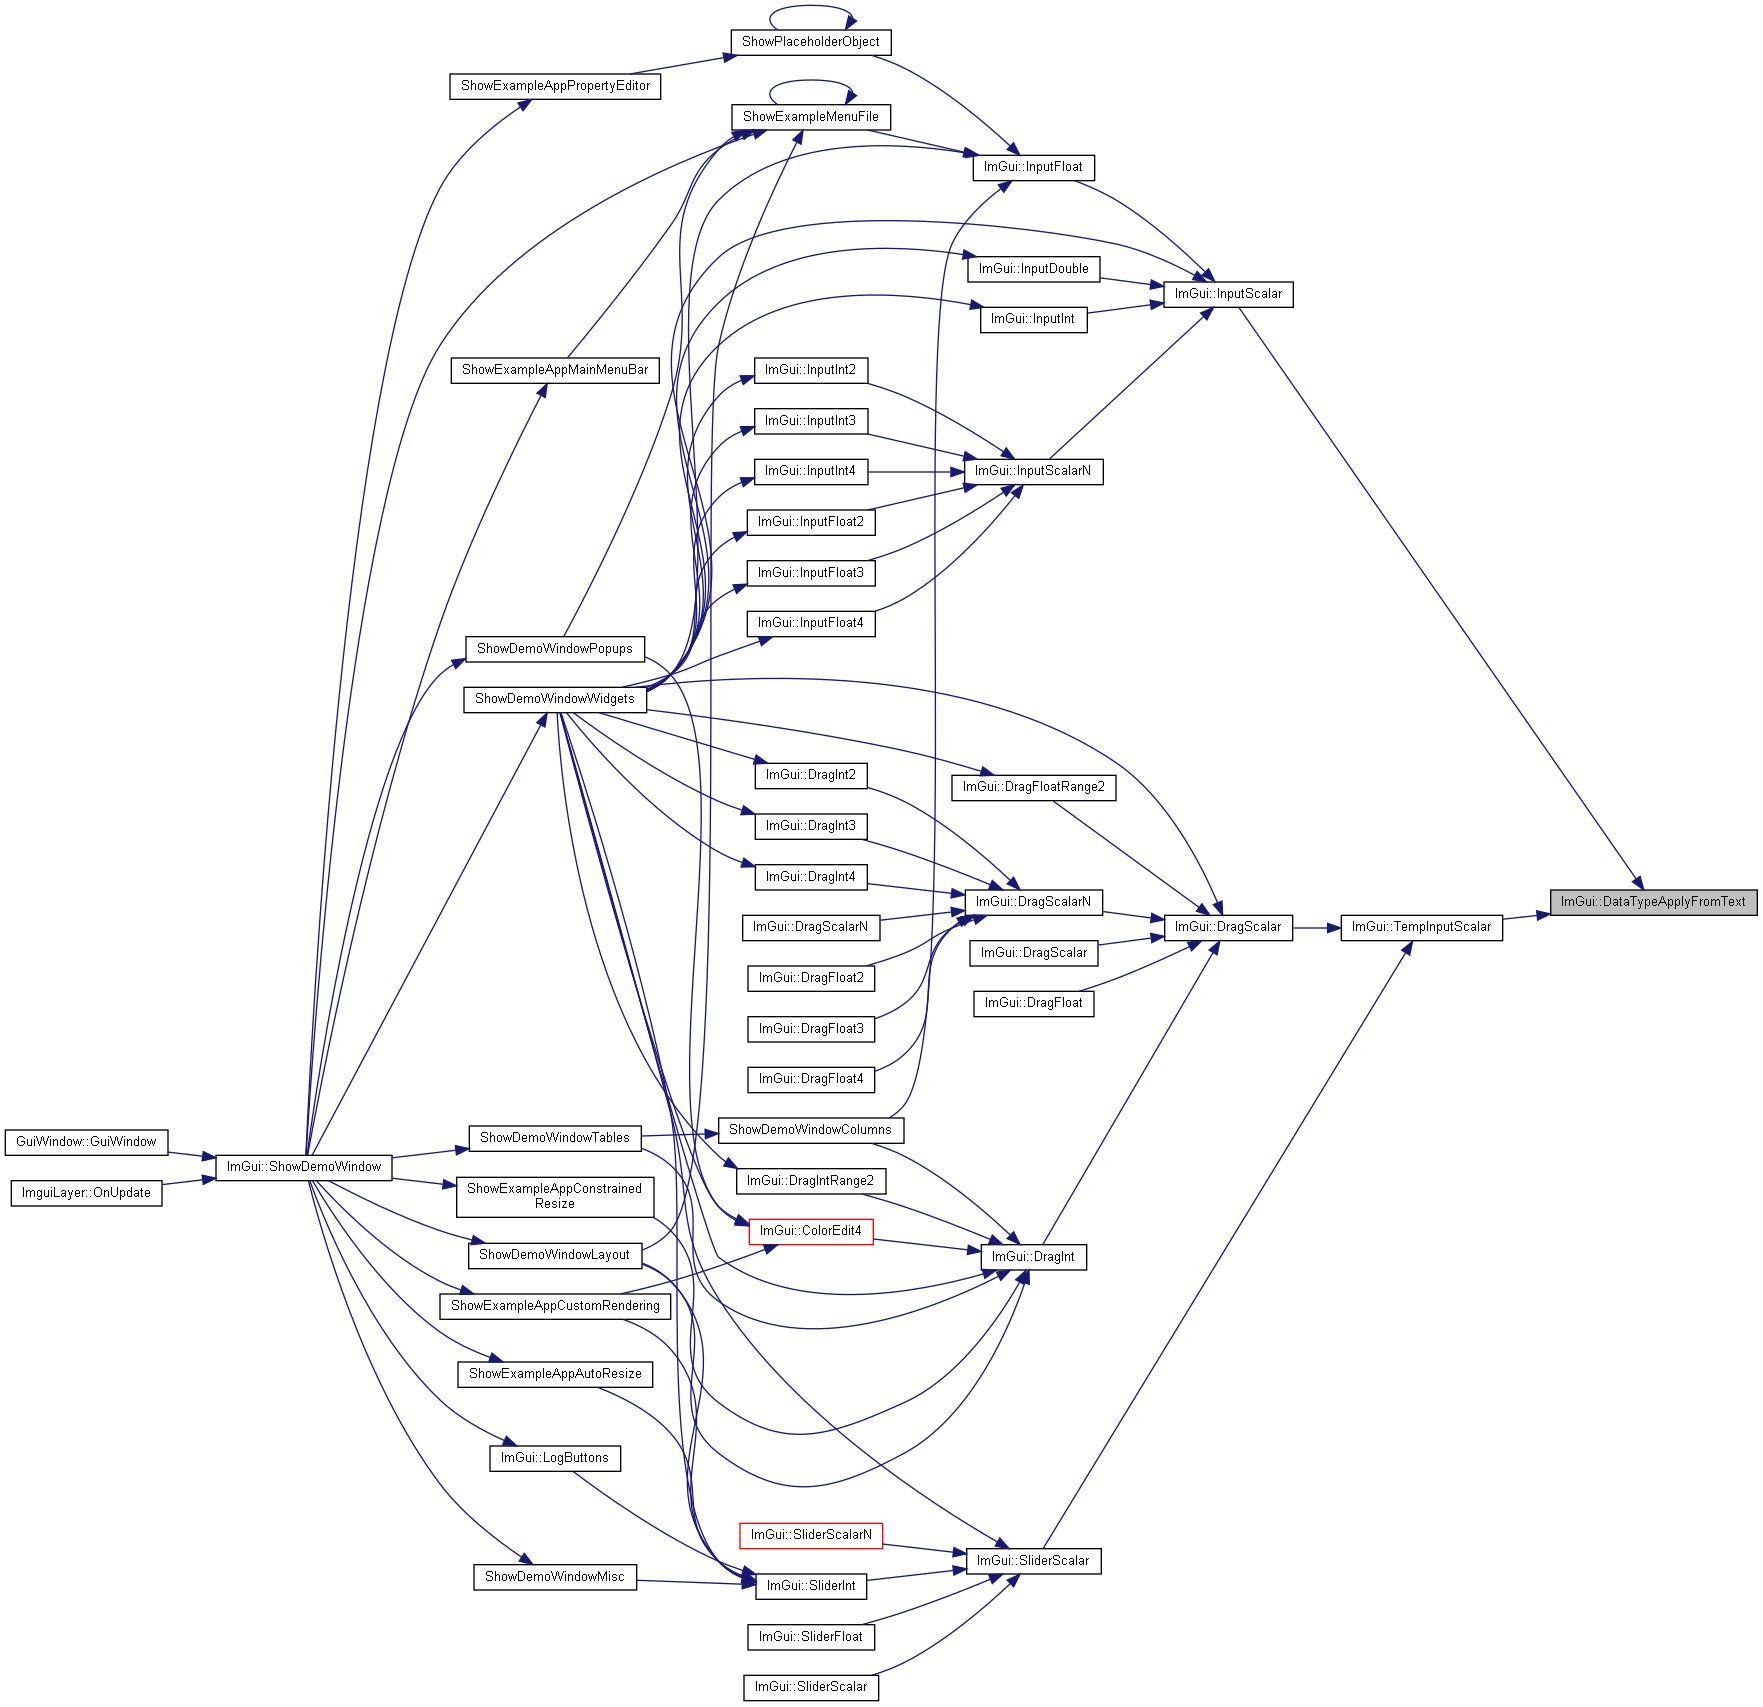 ShowPlaceholderObject
ShowExampleAppPropertyEditor
ShowExampleMenuFile
ImGui::InputFloat
ImGui::InputDouble
ImGui::InputScalar
ImGui::InputInt
ShowExampleAppMainMenuBar
ImGui::InputInt2
ImGui::InputInt3
ImGui::InputInt4
ImGui::InputScalarN
ImGui::InputFloat2
ImGui::InputFloat3
ImGui::InputFloat4
ShowDemoWindowPopups
ShowDemoWindowWidgets
ImGui::DragInt2
ImGui::DragFloatRange2
ImGui::DragInt3
ImGui::DragInt4
ImGui::DragScalarN
ImGui::DataTypeApplyFromText
ImGui::DragScalarN
ImGui::DragScalar
ImGui::TempInputScalar
ImGui::DragScalar
ImGui::DragFloat2
ImGui::DragFloat
ImGui::DragFloat3
ImGui::DragFloat4
ShowDemoWindowColumns
GuiWindow::GuiWindow
ShowDemoWindowTables
ImGui::ShowDemoWindow
ImGui::DragIntRange2
ImguiLayer::OnUpdate
ShowExampleAppConstrained
Resize
ImGui::ColorEdit4
ShowDemoWindowLayout
ImGui::DragInt
ShowExampleAppCustomRendering
ShowExampleAppAutoResize
ImGui::LogButtons
ImGui::SliderScalarN
ImGui::SliderScalar
ShowDemoWindowMisc
ImGui::SliderInt
ImGui::SliderFloat
ImGui::SliderScalar